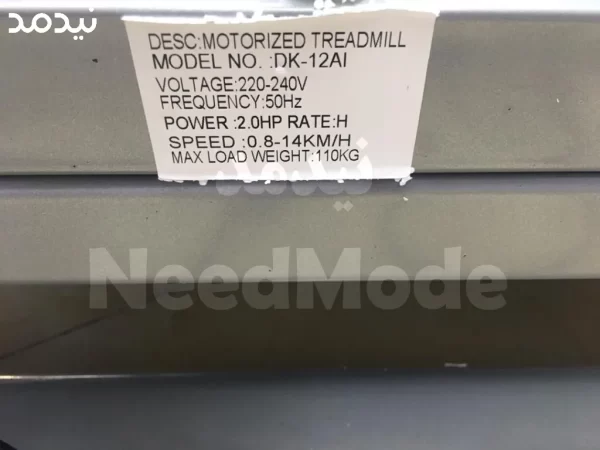 نیدمد
DESC:MOTORIZED TREADMILL
MODEL NO. :DK-12AI
VOLTAGE:220-240V
FREQUENCY:50Hz
POWER :2.0HP RATE:H
SPEED :0.8-14KM/H
MAX LOAD WEIGHT:110KG
نیدمد
NeedMode